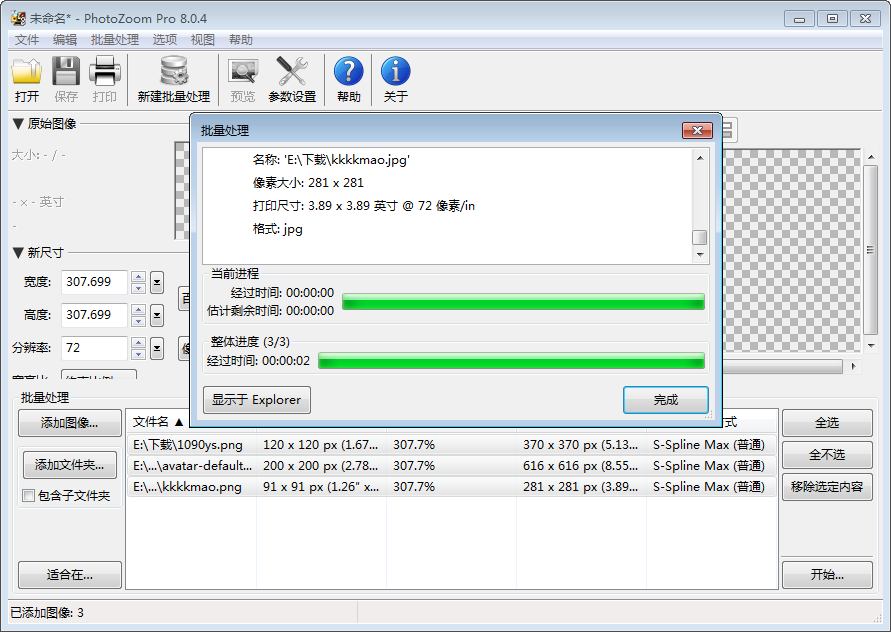 未命名* - PhotoZoom Pro 8.0.4
文件 编辑 批量处理 选项 视图 帮助
打开 保存 打印 新建批量处理 预览 参数设置 帮助 关于
▼原始图像
大小: - / -
- × - 英寸
-
▼新尺寸
宽度: 307.699
高度: 307.699
分辨率: 72
批量处理
名称: 'E:\下载\kkkkmao.jpg'
像素大小: 281 x 281
打印尺寸: 3.89 x 3.89 英寸 @ 72 像素/in
格式: jpg
当前进程
经过时间: 00:00:00
估计剩余时间: 00:00:00
整体进度 (3/3)
经过时间: 00:00:02
显示于 Explorer 完成
批量处理
添加图像...
添加文件夹...
包含子文件夹
适合在...
文件名 ▲ 式
E:\下载\1090ys.png 120 x 120 px (1.67... 307.7% 370 x 370 px (5.13... S-Spline Max (普通)
E:\...\avatar-default... 200 x 200 px (2.78... 307.7% 616 x 616 px (8.55... S-Spline Max (普通)
E:\...\kkkkmao.png 91 x 91 px (1.26" x... 307.7% 281 x 281 px (3.89... S-Spline Max (普通)
全选
全不选
移除选定内容
开始...
已添加图像: 3